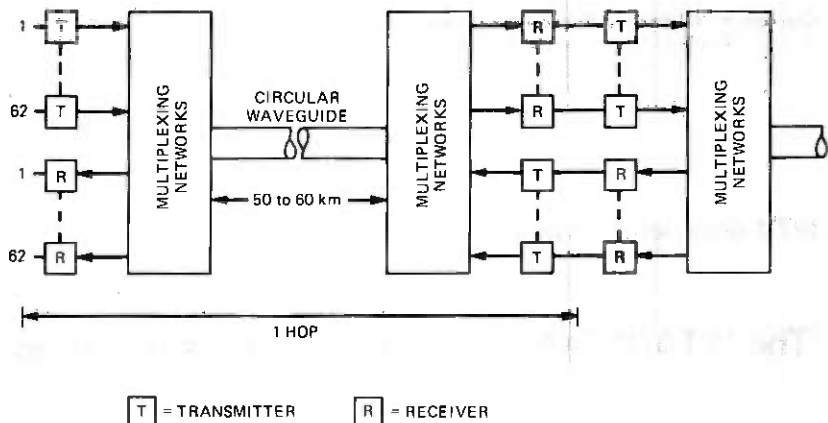 1
T
R
T
62
T
R
T
1
R
T
R
62
R
T
R
MULTIPLEXING
NETWORKS
CIRCULAR
WAVEGUIDE
50 to 60 km
MULTIPLEXING
NETWORKS
MULTIPLEXING
NETWORKS
1 HOP
T = TRANSMITTER
R = RECEIVER